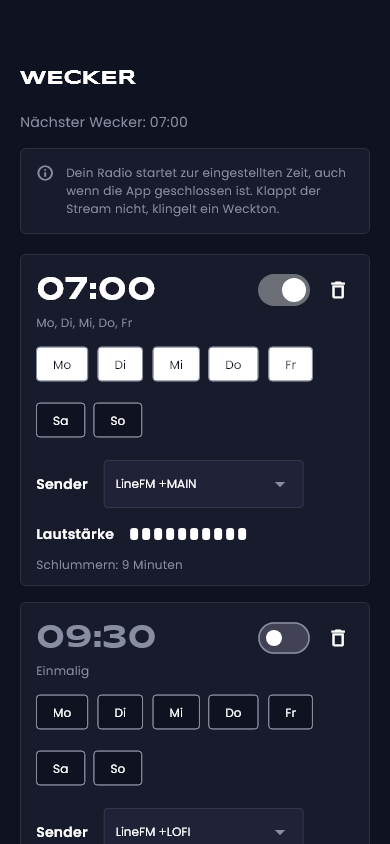 WECKER
Nächster Wecker: 07:00
Dein Radio startet zur eingestellten Zeit, auch
wenn die App geschlossen ist. Klappt der
Stream nicht, klingelt ein Weckton.
07:00
Mo, Di, Mi, Do, Fr
Mo Di Mi Do Fr
Sa So
Sender LineFM +MAIN
Lautstärke
Schlummern: 9 Minuten
09:30
Einmalig
Mo Di Mi Do Fr
Sa So
Sender LineFM +LOFI